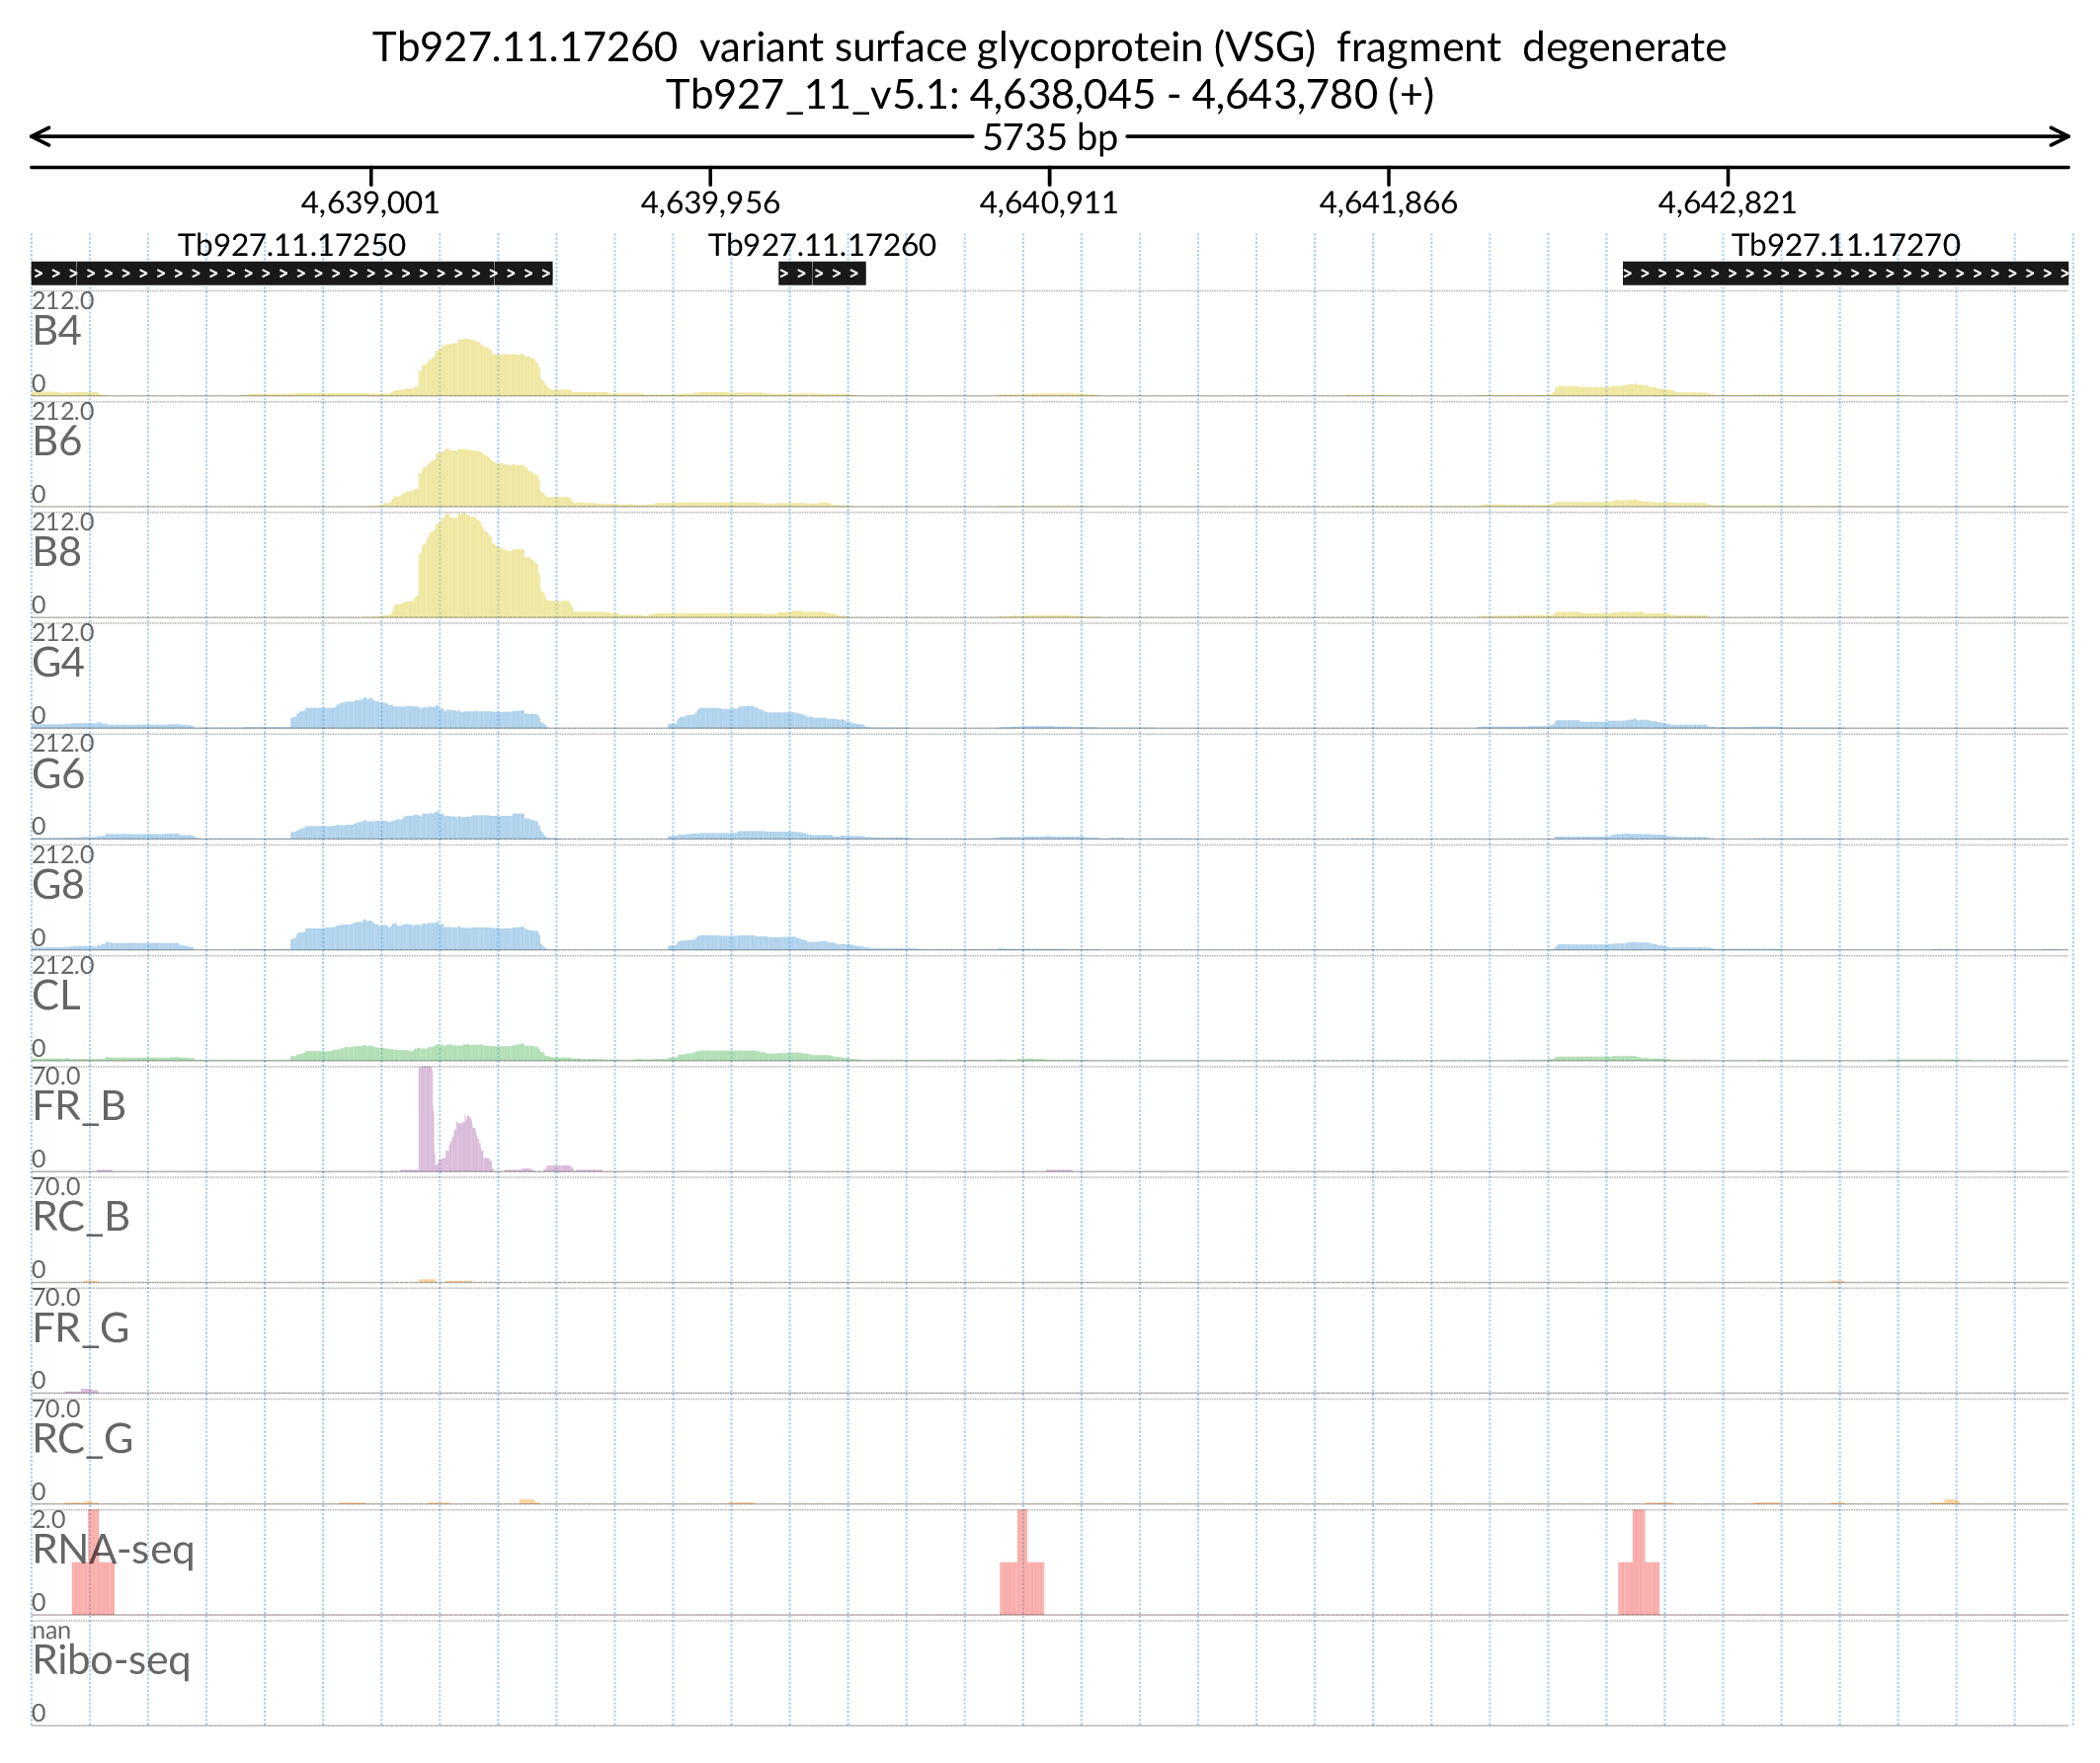 Tb927.11.17260  variant surface glycoprotein (VSG)  fragment  degenerate
Tb927_11_v5.1: 4,638,045 - 4,643,780 (+)
5735 bp
4,639,001 4,639,956 4,640,911 4,641,866 4,642,821
Tb927.11.17250 Tb927.11.17260 Tb927.11.17270
212.0
B4
0
212.0
B6
0
212.0
B8
0
212.0
G4
0
212.0
G6
0
212.0
G8
0
212.0
CL
0
70.0
FR_B
0
70.0
RC_B
0
70.0
FR_G
0
70.0
RC_G
0
2.0
RNA-seq
0
nan
Ribo-seq
0